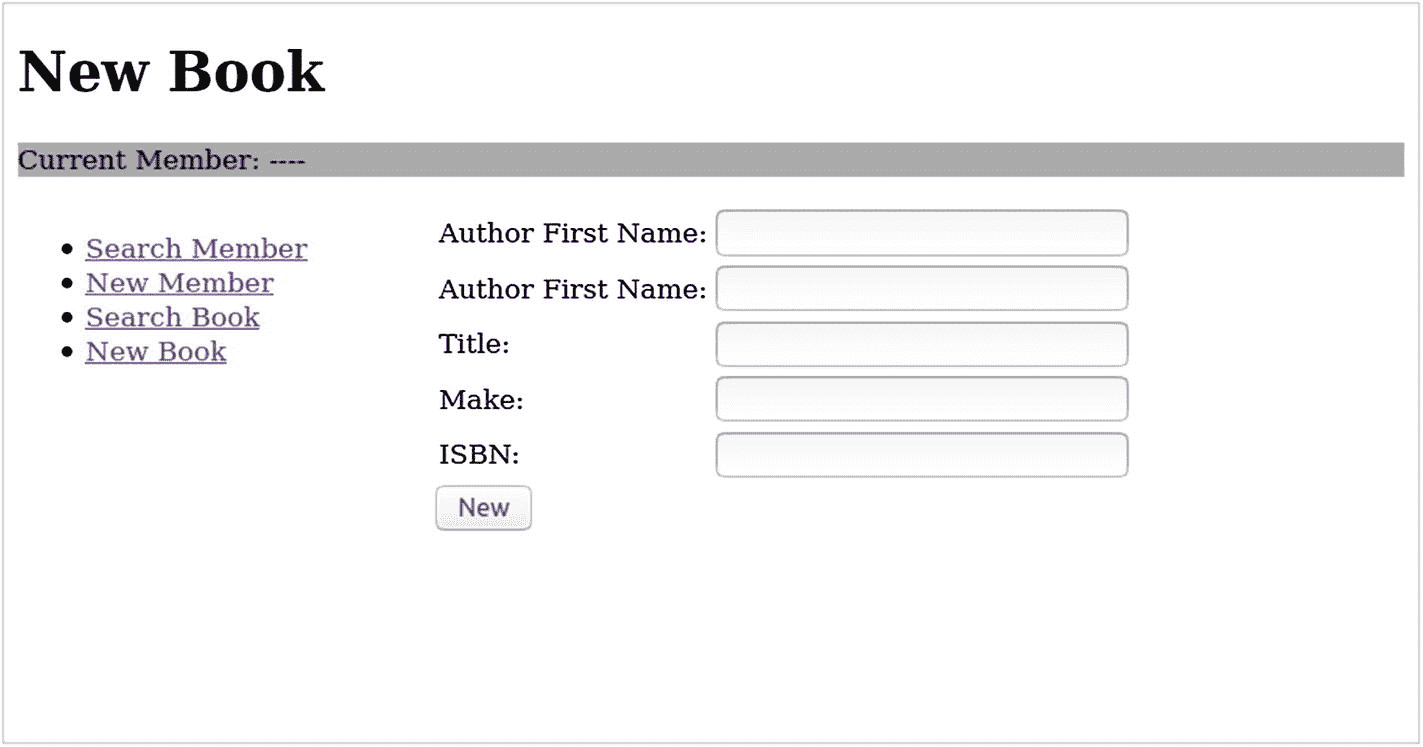 New Book
Current Member: ----
Search Member
New Member
Search Book
New Book
Author First Name:
Author First Name:
Title:
Make:
ISBN:
New